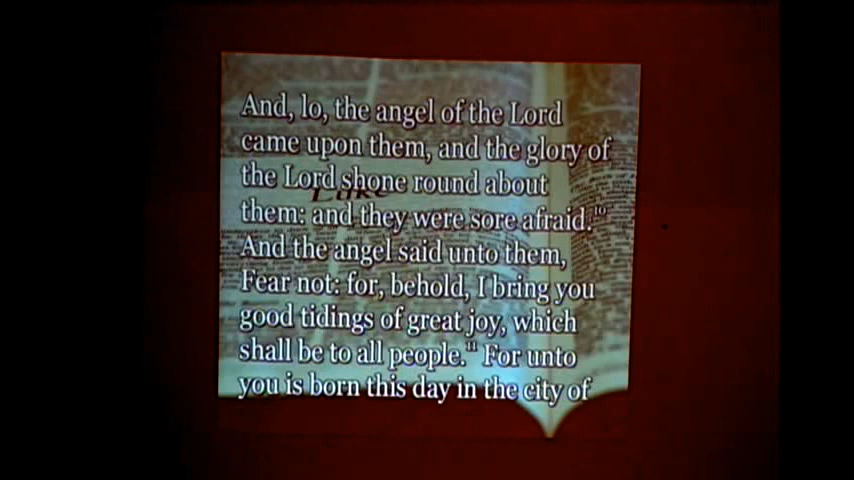 And, lo, the angel of the Lord
came upon them, and the glory of
the Lord shone round about
Luke
them: and they were sore afraid.¹⁰
And the angel said unto them,
Fear not: for, behold, I bring you
good tidings of great joy, which
shall be to all people.¹¹ For unto
you is born this day in the city of